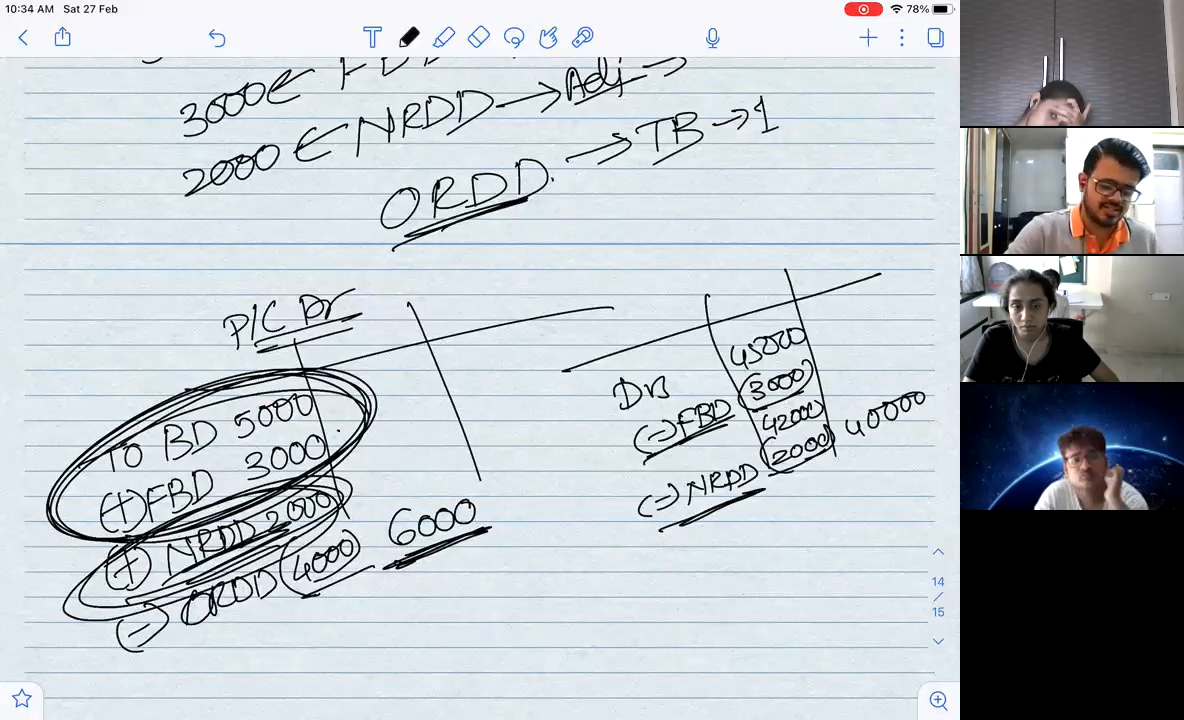 10:34 AM Sat 27 Feb
78%
3000 ← FBD
2000 ← NRDD → Adj →
ORDD. → TB → 1
P/C Dr
TO BD 5000
(+) FBD 3000
(+) NRDD 2000
(-) ORDD (4000) 6000
45000
DRS
(-) FBD (3000)
42000
(-) NRDD (2000) 40000
14
/
15